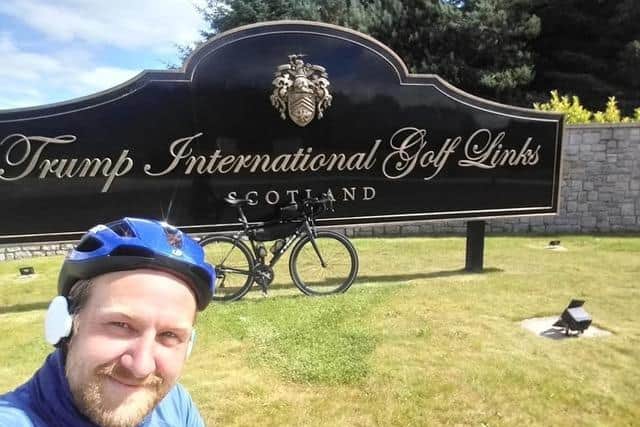 Trump International Golf Links
SCOTLAND